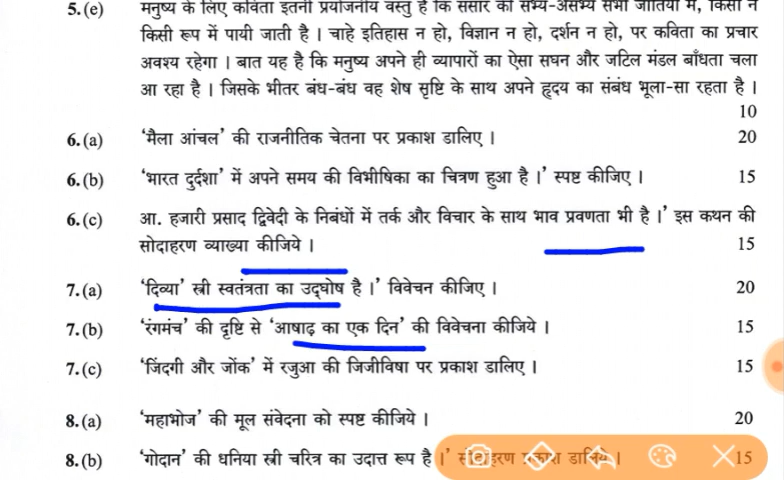 5.(e) मनुष्य के लिए कविता इतनी प्रयोजनीय वस्तु है कि संसार की सभ्य-असभ्य सभी जातियों में, किसी न
किसी रूप में पायी जाती है। चाहे इतिहास न हो, विज्ञान न हो, दर्शन न हो, पर कविता का प्रचार
अवश्य रहेगा। बात यह है कि मनुष्य अपने ही व्यापारों का ऐसा सघन और जटिल मंडल बाँधता चला
आ रहा है। जिसके भीतर बंध-बंध वह शेष सृष्टि के साथ अपने हृदय का संबंध भूला-सा रहता है।
10
6.(a) ‘मैला आंचल’ की राजनीतिक चेतना पर प्रकाश डालिए। 20
6.(b) ‘भारत दुर्दशा’ में अपने समय की विभीषिका का चित्रण हुआ है।’ स्पष्ट कीजिए। 15
6.(c) आ. हजारी प्रसाद द्विवेदी के निबंधों में तर्क और विचार के साथ भाव प्रवणता भी है।’ इस कथन की
सोदाहरण व्याख्या कीजिये। 15
7.(a) ‘दिव्या’ स्त्री स्वतंत्रता का उद्घोष है।’ विवेचन कीजिए। 20
7.(b) ‘रंगमंच’ की दृष्टि से ‘आषाढ़ का एक दिन’ की विवेचना कीजिये। 15
7.(c) ‘जिंदगी और जोंक’ में रजुआ की जिजीविषा पर प्रकाश डालिए। 15
8.(a) ‘महाभोज’ की मूल संवेदना को स्पष्ट कीजिये। 20
8.(b) ‘गोदान’ की धनिया स्त्री चरित्र का उदात्त रूप है।’ सोदाहरण प्रकाश डालिये। 15